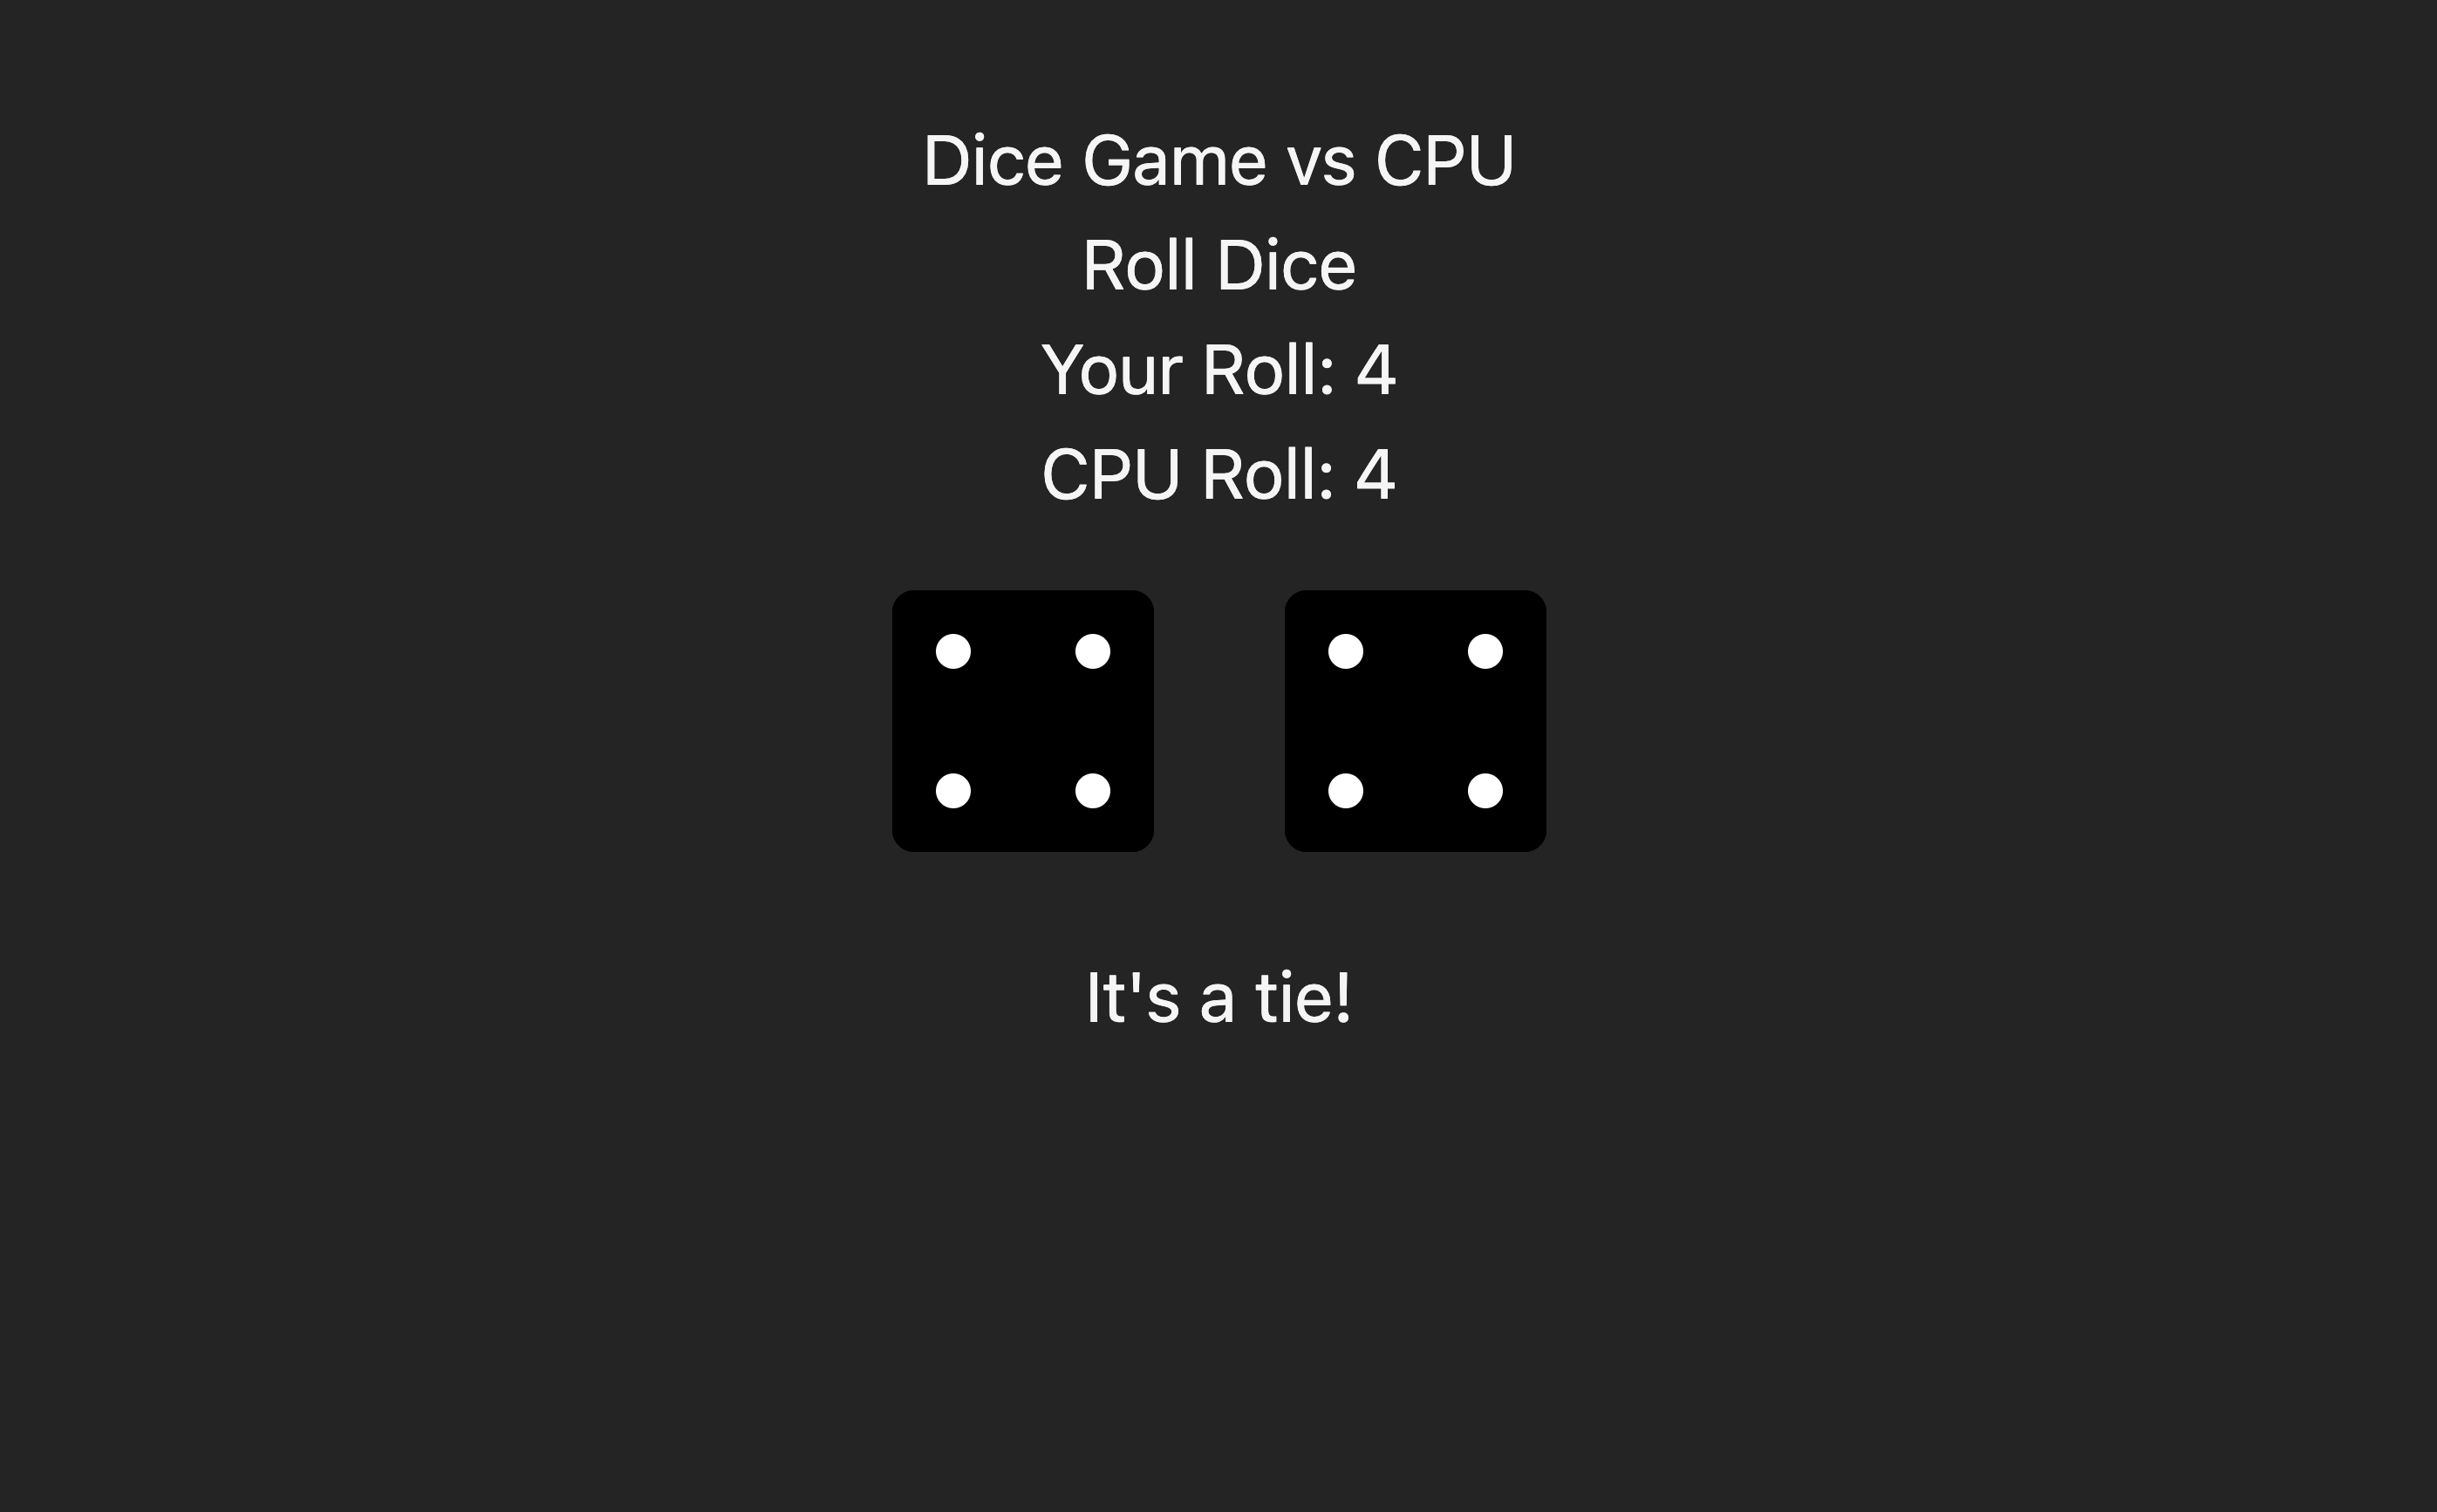 Dice Game vs CPU
Roll Dice
Your Roll: 4
CPU Roll: 4
It's a tie!